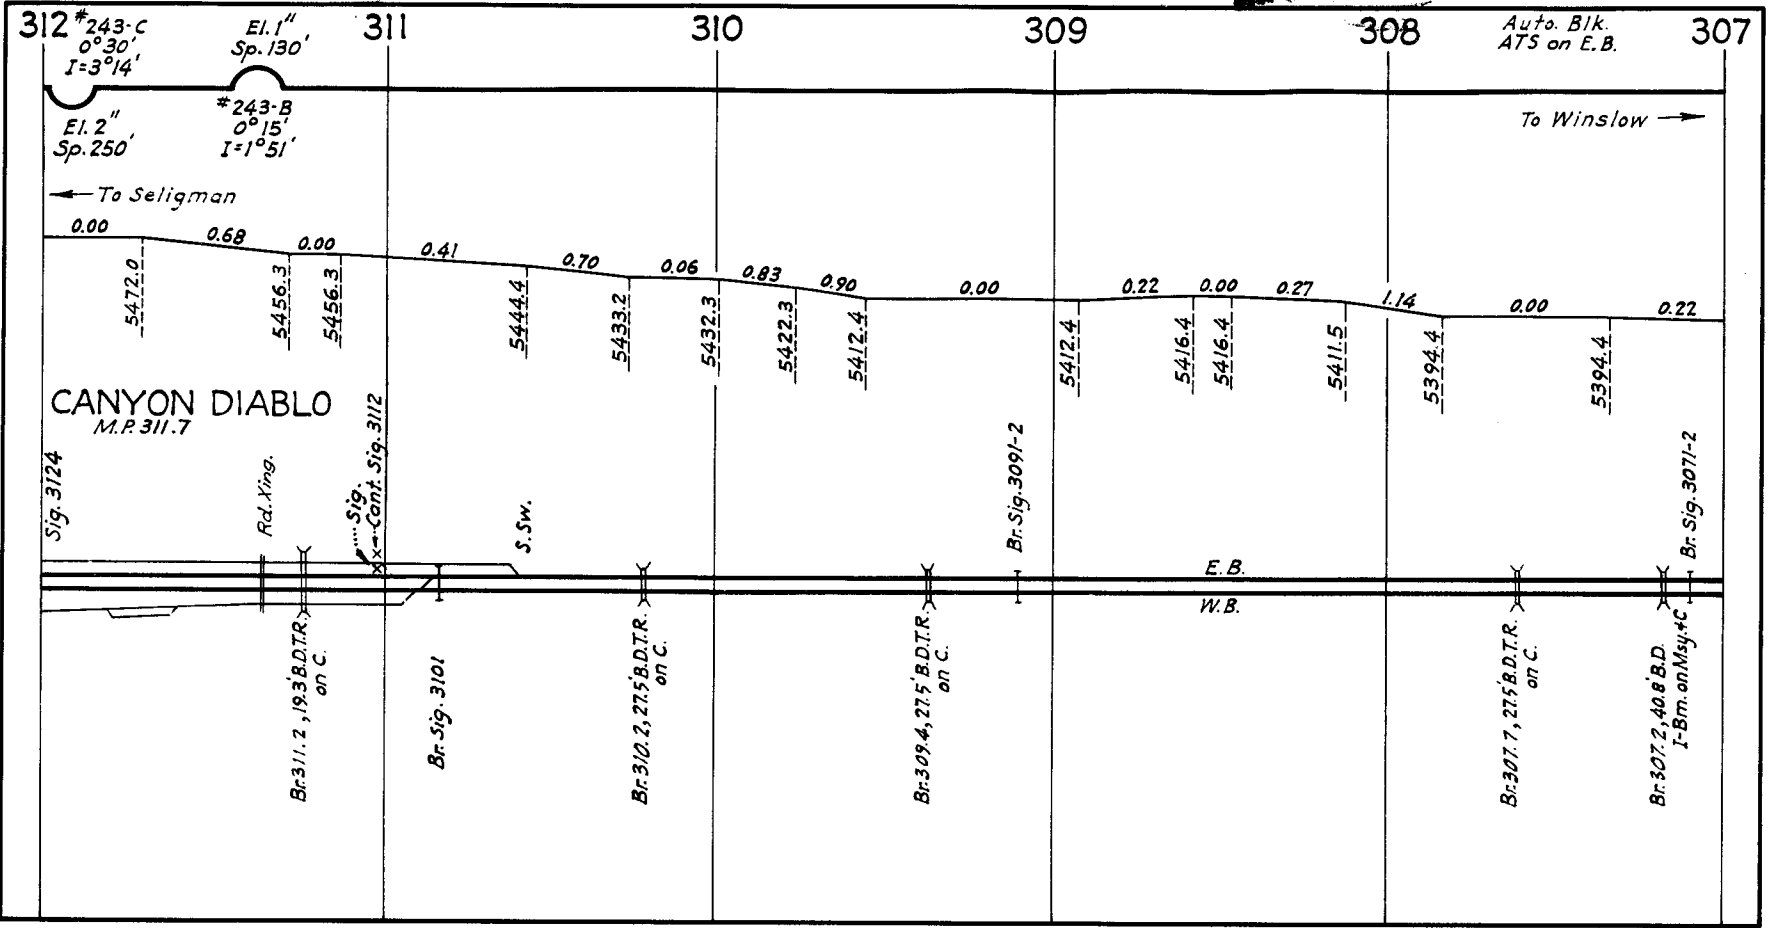 312 311 310 309 308 307
#243-C
0°30'
I=3°14'
El. 1"
Sp. 130'
Auto. Blk.
ATS on E.B.
El. 2"
Sp. 250'
#243-B
0°15'
I=1°51'
To Winslow
To Seligman
0.00 0.68 0.00 0.41 0.70 0.06 0.83 0.90 0.00 0.22 0.00 0.27 1.14 0.00 0.22
5472.0 5456.3 5456.3 5444.4 5433.2 5432.3 5422.3 5412.4 5412.4 5416.4 5416.4 5411.5 5394.4 5394.4
CANYON DIABLO
M.P. 311.7
Sig. 3124
Rd. Xing.
Sig.
Cant. Sig. 3112
S. Sw.
Br. Sig. 3091-2
Br. Sig. 3071-2
E.B.
W.B.
Br. 311.2, 19.3' B.D.T.R.
on C.
Br. Sig. 3101
Br. 310.2, 27.5' B.D.T.R.
on C.
Br. 309.4, 27.5' B.D.T.R.
on C.
Br. 307.7, 27.5' B.D.T.R.
on C.
Br. 307.2, 40.8' B.D.
I-Bm. on Msy. & C